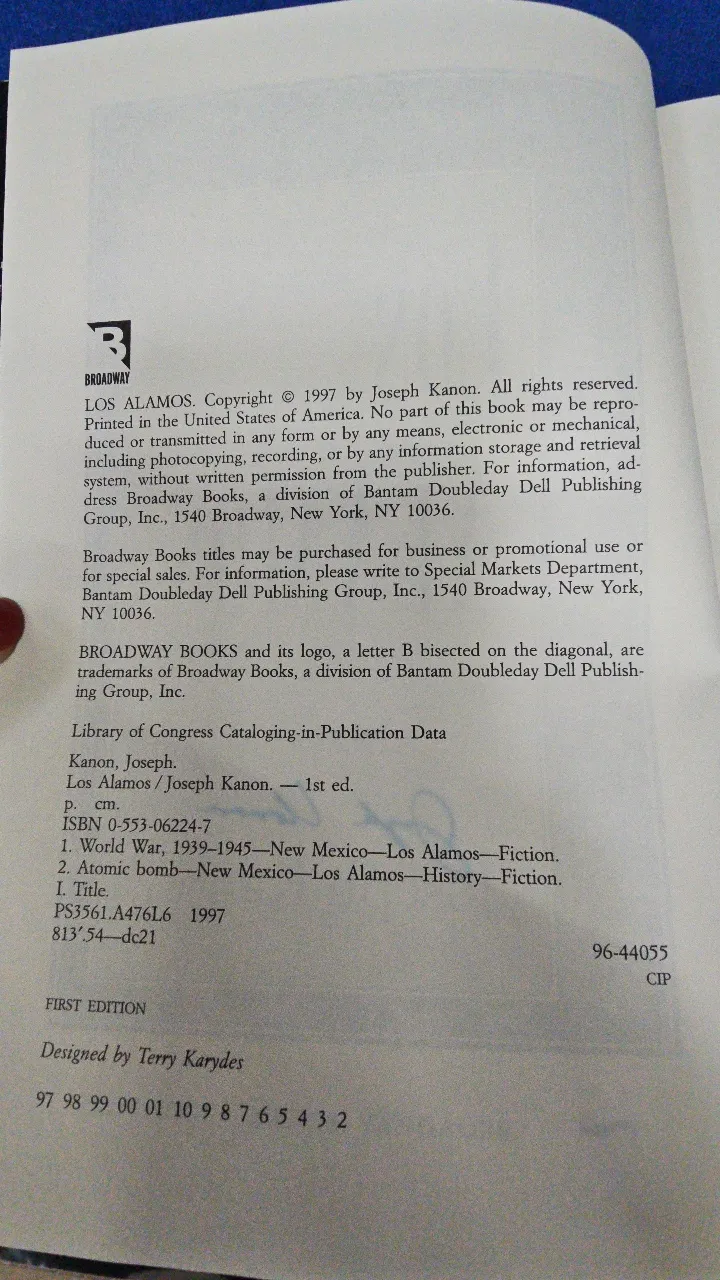 B
BROADWAY
LOS ALAMOS. Copyright © 1997 by Joseph Kanon. All rights reserved.
Printed in the United States of America. No part of this book may be repro-
duced or transmitted in any form or by any means, electronic or mechanical,
including photocopying, recording, or by any information storage and retrieval
system, without written permission from the publisher. For information, ad-
dress Broadway Books, a division of Bantam Doubleday Dell Publishing
Group, Inc., 1540 Broadway, New York, NY 10036.
Broadway Books titles may be purchased for business or promotional use or
for special sales. For information, please write to Special Markets Department,
Bantam Doubleday Dell Publishing Group, Inc., 1540 Broadway, New York,
NY 10036.
BROADWAY BOOKS and its logo, a letter B bisected on the diagonal, are
trademarks of Broadway Books, a division of Bantam Doubleday Dell Publish-
ing Group, Inc.
Library of Congress Cataloging-in-Publication Data
Kanon, Joseph.
Los Alamos / Joseph Kanon. — 1st ed.
p. cm.
ISBN 0-553-06224-7
1. World War, 1939–1945—New Mexico—Los Alamos—Fiction.
2. Atomic bomb—New Mexico—Los Alamos—History—Fiction.
I. Title.
PS3561.A476L6 1997
813′.54—dc21
96-44055
CIP
FIRST EDITION
Designed by Terry Karydes
97 98 99 00 01 10 9 8 7 6 5 4 3 2